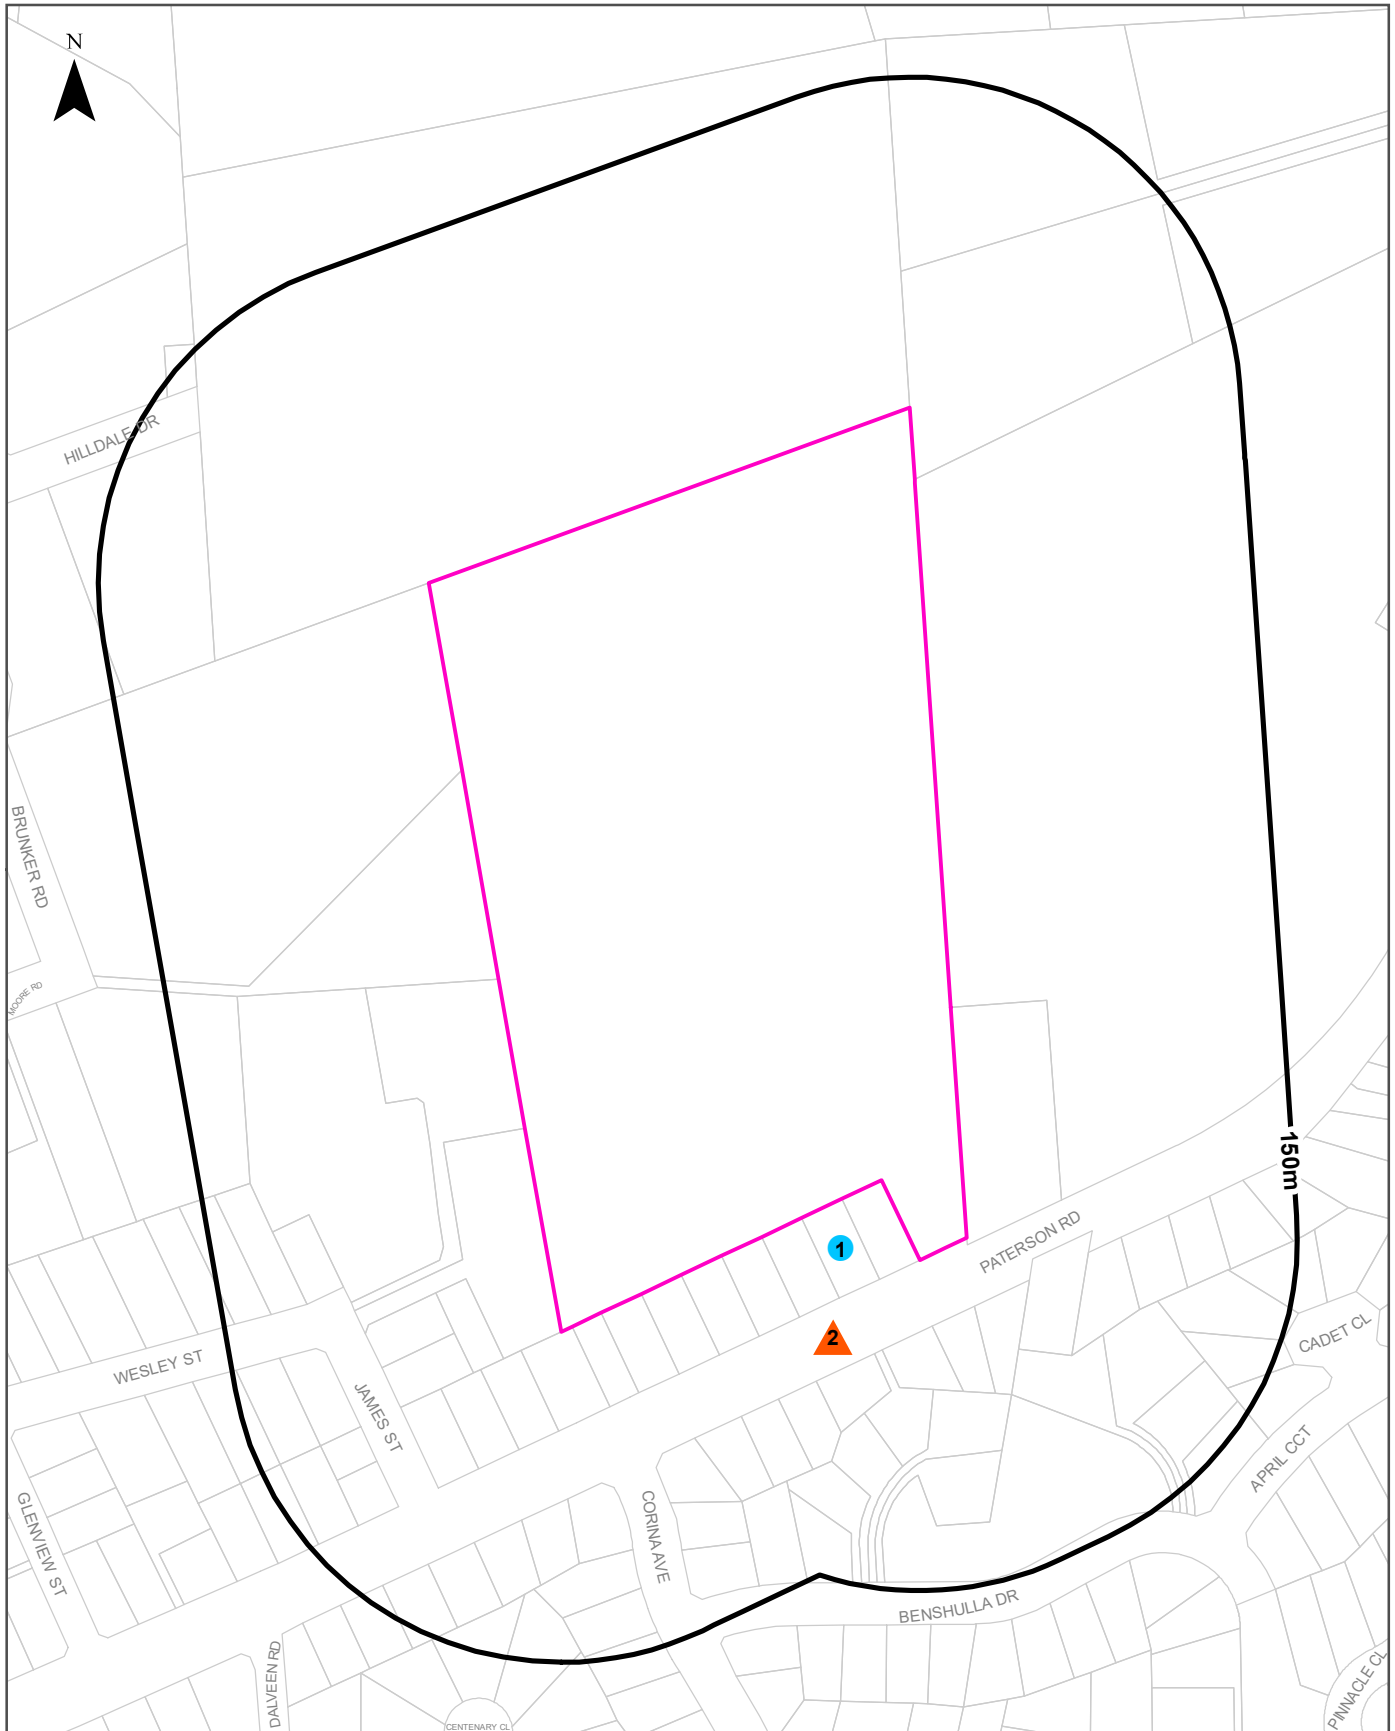 N
HILLDALE DR
BRUNKER RD
MOORE RD
150m
PATERSON RD
1
2
WESLEY ST
JAMES ST
CADET CL
APRIL CCT
GLENVIEW ST
CORINA AVE
BENSHULLA DR
DALVEEN RD
PINNACLE CL
CENTENARY CL